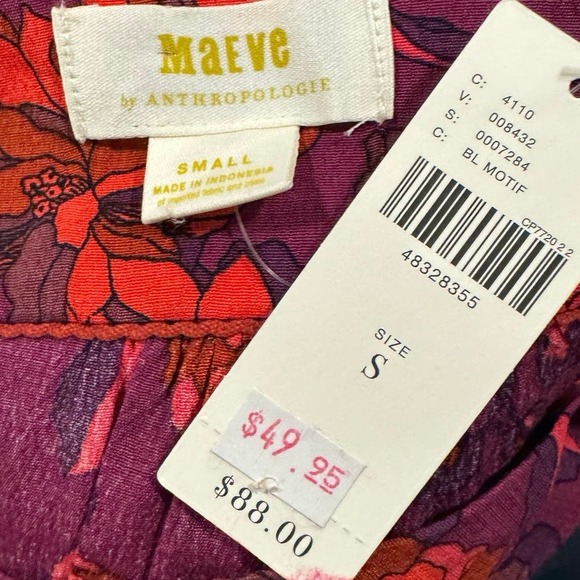 MaEVe
by ANTHROPOLOGIE
SMALL
MADE IN INDONESIA
of imported fabric and trims
C: 4110
V: 008432
S: 0007284
C: BL MOTIF
CP7720 2.2
48328355
SIZE
S
$49.95
$88.00